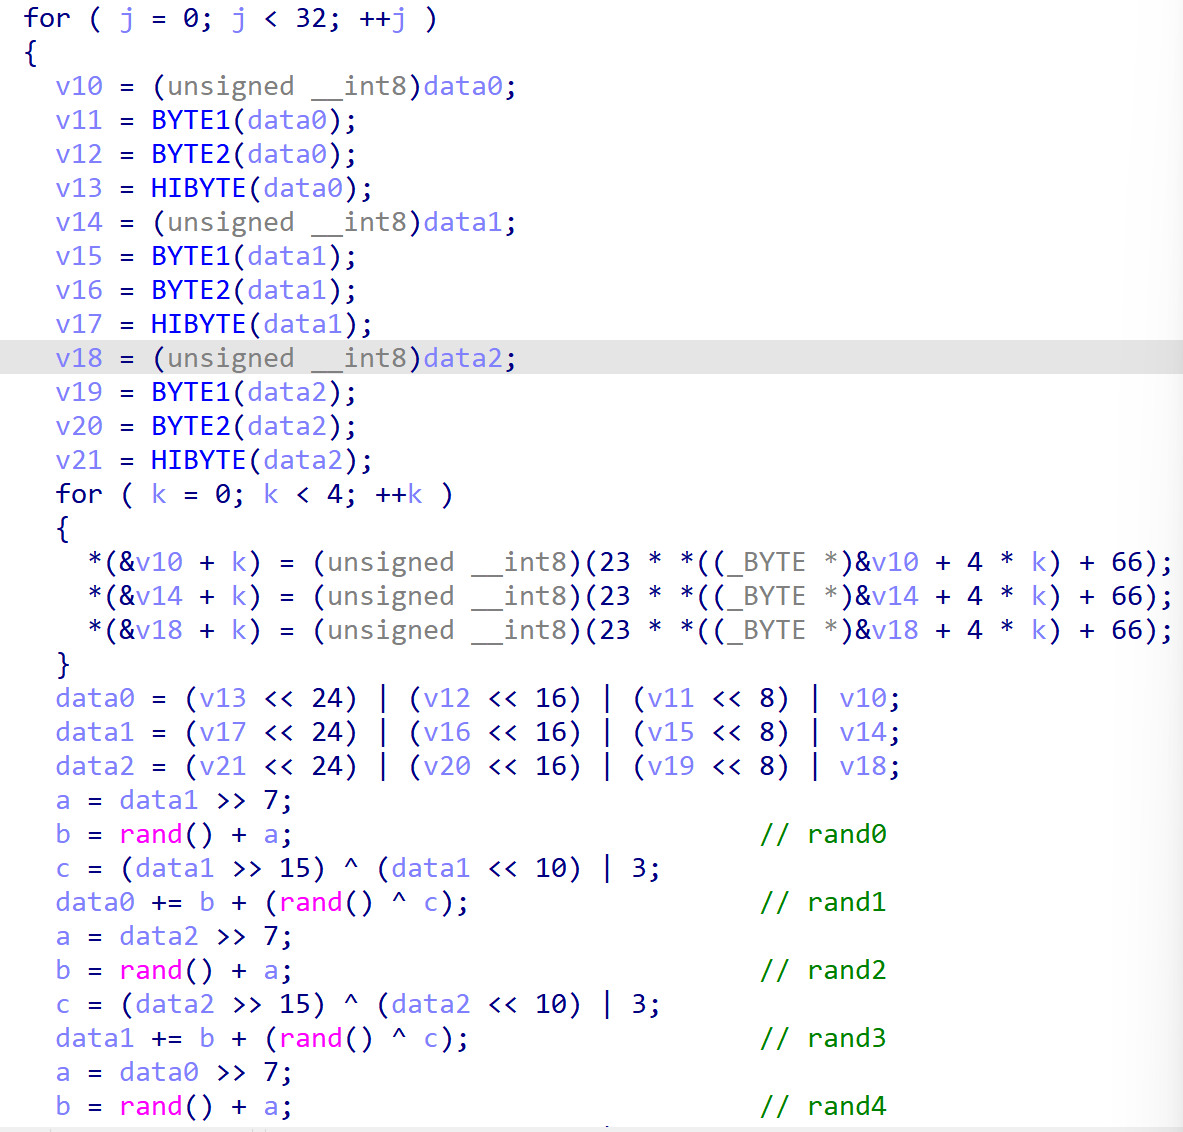 for ( j = 0; j < 32; ++j )
{
  v10 = (unsigned __int8)data0;
  v11 = BYTE1(data0);
  v12 = BYTE2(data0);
  v13 = HIBYTE(data0);
  v14 = (unsigned __int8)data1;
  v15 = BYTE1(data1);
  v16 = BYTE2(data1);
  v17 = HIBYTE(data1);
  v18 = (unsigned __int8)data2;
  v19 = BYTE1(data2);
  v20 = BYTE2(data2);
  v21 = HIBYTE(data2);
  for ( k = 0; k < 4; ++k )
  {
    *(&v10 + k) = (unsigned __int8)(23 * *((_BYTE *)&v10 + 4 * k) + 66);
    *(&v14 + k) = (unsigned __int8)(23 * *((_BYTE *)&v14 + 4 * k) + 66);
    *(&v18 + k) = (unsigned __int8)(23 * *((_BYTE *)&v18 + 4 * k) + 66);
  }
  data0 = (v13 << 24) | (v12 << 16) | (v11 << 8) | v10;
  data1 = (v17 << 24) | (v16 << 16) | (v15 << 8) | v14;
  data2 = (v21 << 24) | (v20 << 16) | (v19 << 8) | v18;
  a = data1 >> 7;
  b = rand() + a;                             // rand0
  c = (data1 >> 15) ^ (data1 << 10) | 3;
  data0 += b + (rand() ^ c);                  // rand1
  a = data2 >> 7;
  b = rand() + a;                             // rand2
  c = (data2 >> 15) ^ (data2 << 10) | 3;
  data1 += b + (rand() ^ c);                  // rand3
  a = data0 >> 7;
  b = rand() + a;                             // rand4